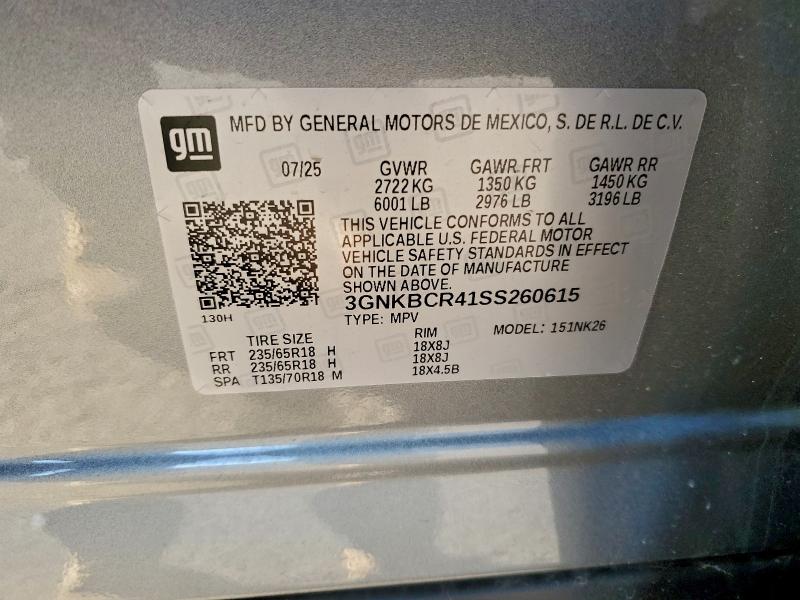 gm MFD BY GENERAL MOTORS DE MEXICO, S. DE R.L. DE C.V.
07/25 GVWR GAWR FRT GAWR RR
2722 KG 1350 KG 1450 KG
6001 LB 2976 LB 3196 LB
THIS VEHICLE CONFORMS TO ALL
APPLICABLE U.S. FEDERAL MOTOR
VEHICLE SAFETY STANDARDS IN EFFECT
ON THE DATE OF MANUFACTURE
SHOWN ABOVE.
3GNKBCR41SS260615
130H TYPE: MPV MODEL: 151NK26
TIRE SIZE RIM
FRT 235/65R18 H 18X8J
RR 235/65R18 H 18X8J
SPA T135/70R18 M 18X4.5B